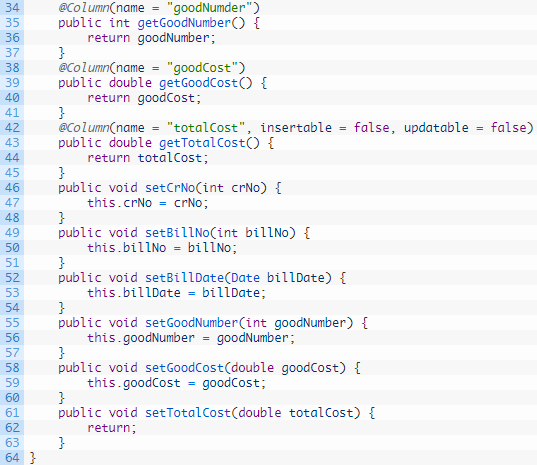 34 @Column(name = "goodNumder")
35 public int getGoodNumber() {
36 return goodNumber;
37 }
38 @Column(name = "goodCost")
39 public double getGoodCost() {
40 return goodCost;
41 }
42 @Column(name = "totalCost", insertable = false, updatable = false)
43 public double getTotalCost() {
44 return totalCost;
45 }
46 public void setCrNo(int crNo) {
47 this.crNo = crNo;
48 }
49 public void setBillNo(int billNo) {
50 this.billNo = billNo;
51 }
52 public void setBillDate(Date billDate) {
53 this.billDate = billDate;
54 }
55 public void setGoodNumber(int goodNumber) {
56 this.goodNumber = goodNumber;
57 }
58 public void setGoodCost(double goodCost) {
59 this.goodCost = goodCost;
60 }
61 public void setTotalCost(double totalCost) {
62 return;
63 }
64 }